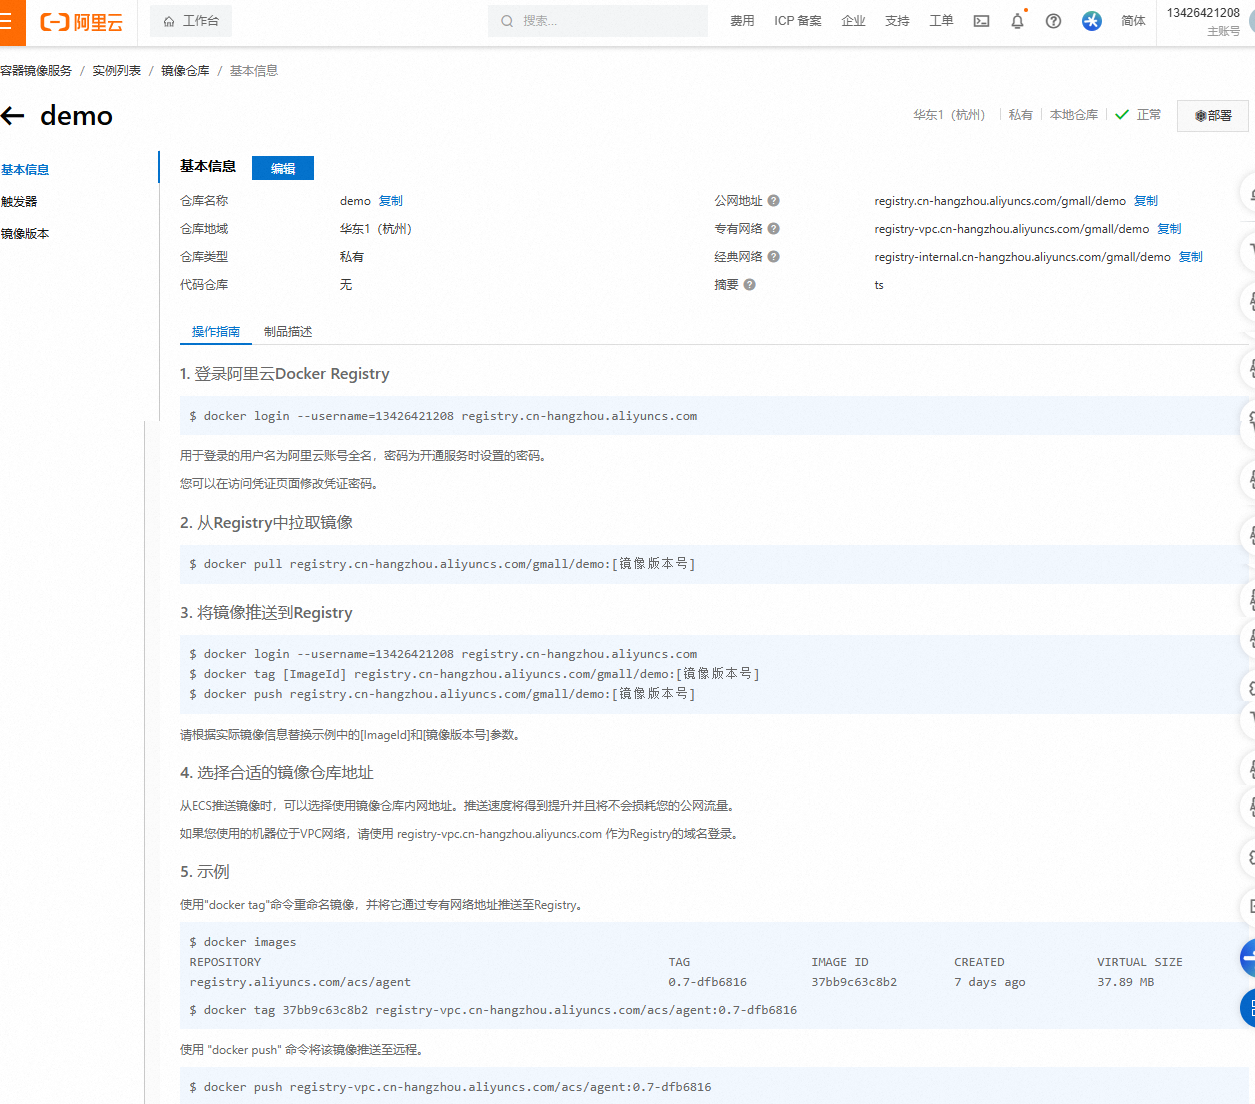 阿里云
工作台
搜索...
费用
ICP 备案
企业
支持
工单
简体
13426421208
主账号
容器镜像服务 / 实例列表 / 镜像仓库 / 基本信息
demo
华东1（杭州）
私有
本地仓库
正常
部署
基本信息
触发器
镜像版本
基本信息
编辑
仓库名称 demo 复制
公网地址 registry.cn-hangzhou.aliyuncs.com/gmall/demo 复制
仓库地域 华东1（杭州）
专有网络 registry-vpc.cn-hangzhou.aliyuncs.com/gmall/demo 复制
仓库类型 私有
经典网络 registry-internal.cn-hangzhou.aliyuncs.com/gmall/demo 复制
代码仓库 无
摘要 ts
操作指南 制品描述
1. 登录阿里云Docker Registry
$ docker login --username=13426421208 registry.cn-hangzhou.aliyuncs.com
用于登录的用户名为阿里云账号全名，密码为开通服务时设置的密码。
您可以在访问凭证页面修改凭证密码。
2. 从Registry中拉取镜像
$ docker pull registry.cn-hangzhou.aliyuncs.com/gmall/demo:[镜像版本号]
3. 将镜像推送到Registry
$ docker login --username=13426421208 registry.cn-hangzhou.aliyuncs.com
$ docker tag [ImageId] registry.cn-hangzhou.aliyuncs.com/gmall/demo:[镜像版本号]
$ docker push registry.cn-hangzhou.aliyuncs.com/gmall/demo:[镜像版本号]
请根据实际镜像信息替换示例中的[ImageId]和[镜像版本号]参数。
4. 选择合适的镜像仓库地址
从ECS推送镜像时，可以选择使用镜像仓库内网地址。推送速度将得到提升并且将不会损耗您的公网流量。
如果您使用的机器位于VPC网络，请使用 registry-vpc.cn-hangzhou.aliyuncs.com 作为Registry的域名登录。
5. 示例
使用"docker tag"命令重命名镜像，并将它通过专有网络地址推送至Registry。
$ docker images
REPOSITORY TAG IMAGE ID CREATED VIRTUAL SIZE
registry.aliyuncs.com/acs/agent 0.7-dfb6816 37bb9c63c8b2 7 days ago 37.89 MB
$ docker tag 37bb9c63c8b2 registry-vpc.cn-hangzhou.aliyuncs.com/acs/agent:0.7-dfb6816
使用 "docker push" 命令将该镜像推送至远程。
$ docker push registry-vpc.cn-hangzhou.aliyuncs.com/acs/agent:0.7-dfb6816